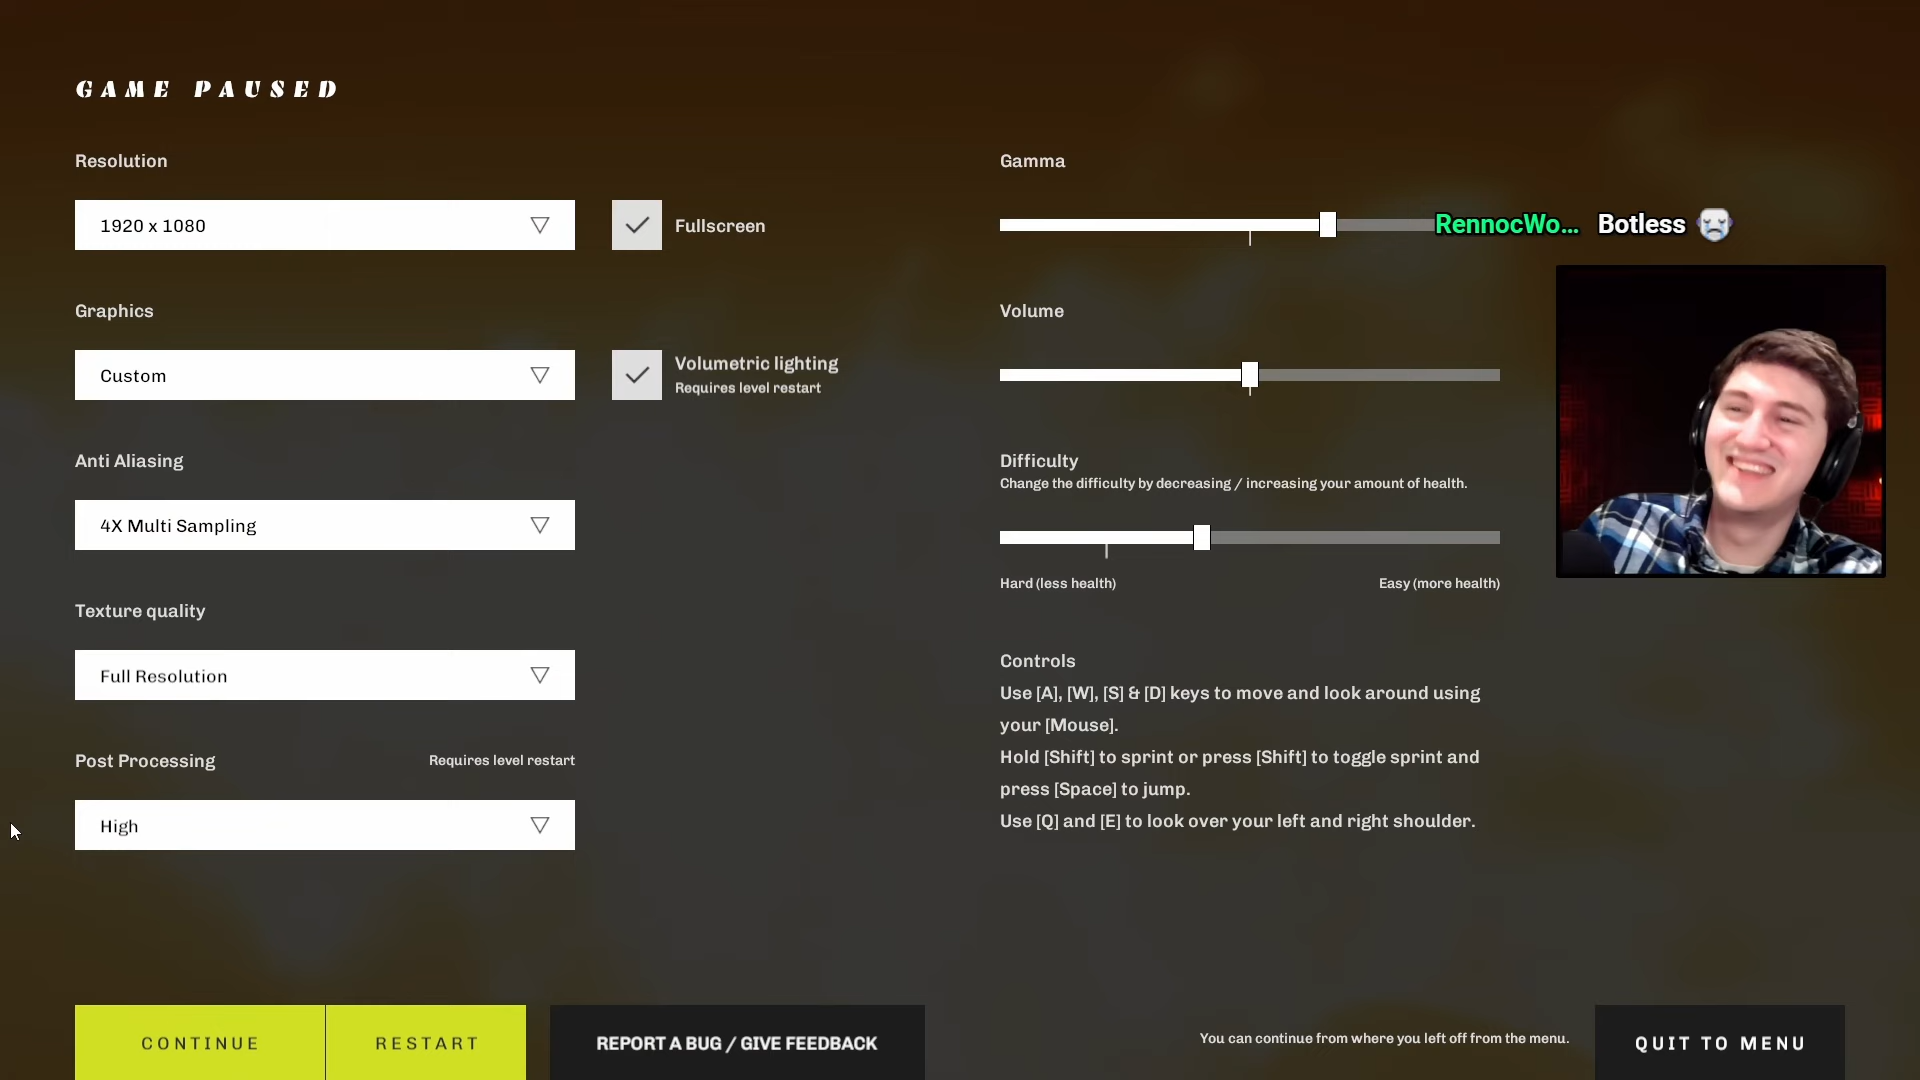 GAME PAUSED
Resolution
1920 x 1080
Fullscreen
Graphics
Custom
Volumetric lighting
Requires level restart
Anti Aliasing
4X Multi Sampling
Texture quality
Full Resolution
Post Processing
Requires level restart
High
Gamma
RennocWo... Botless
Volume
Difficulty
Change the difficulty by decreasing / increasing your amount of health.
Hard (less health)
Easy (more health)
Controls
Use [A], [W], [S] & [D] keys to move and look around using
your [Mouse].
Hold [Shift] to sprint or press [Shift] to toggle sprint and
press [Space] to jump.
Use [Q] and [E] to look over your left and right shoulder.
CONTINUE
RESTART
REPORT A BUG / GIVE FEEDBACK
You can continue from where you left off from the menu.
QUIT TO MENU